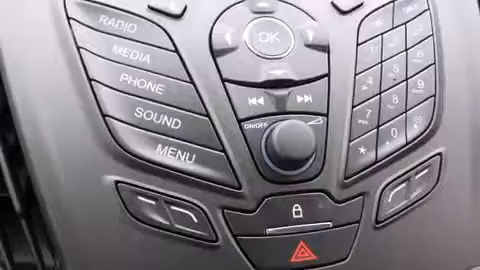 RADIO
MEDIA
PHONE
SOUND
MENU
OK
ON/OFF
1 2 3
4 5 6
7 8 9
* 0